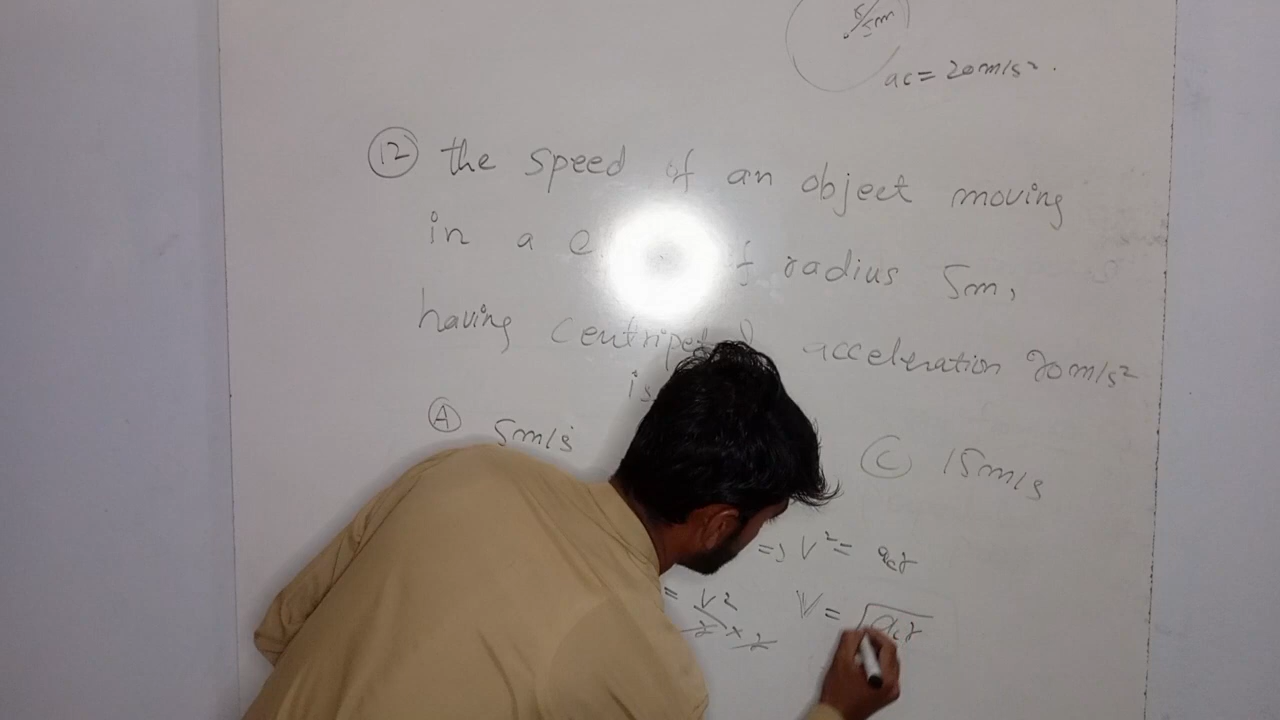 5m
ac = 20m/s².
12 the speed of an object moving
in a radius 5m,
having centripetal acceleration 20m/s²
is
A 5m/s C 15m/s
=> V² = acr
= V²/r × r V = √acr